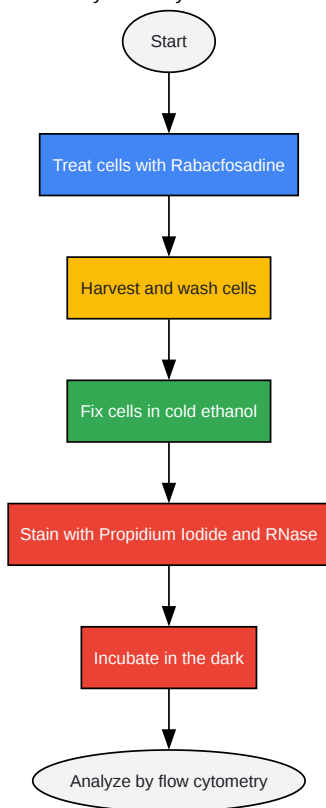 Start
Treat cells with Rabacfosadine
Harvest and wash cells
Fix cells in cold ethanol
Stain with Propidium Iodide and RNase
Incubate in the dark
Analyze by flow cytometry